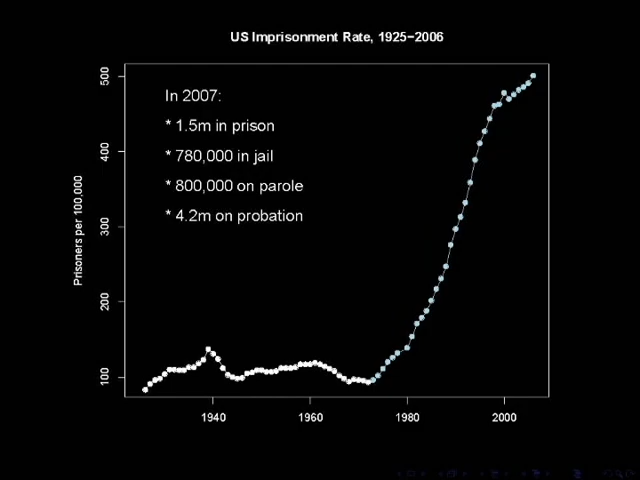 US Imprisonment Rate, 1925−2006
500
400
300
200
100
Prisoners per 100,000
In 2007:
* 1.5m in prison
* 780,000 in jail
* 800,000 on parole
* 4.2m on probation
1940
1960
1980
2000